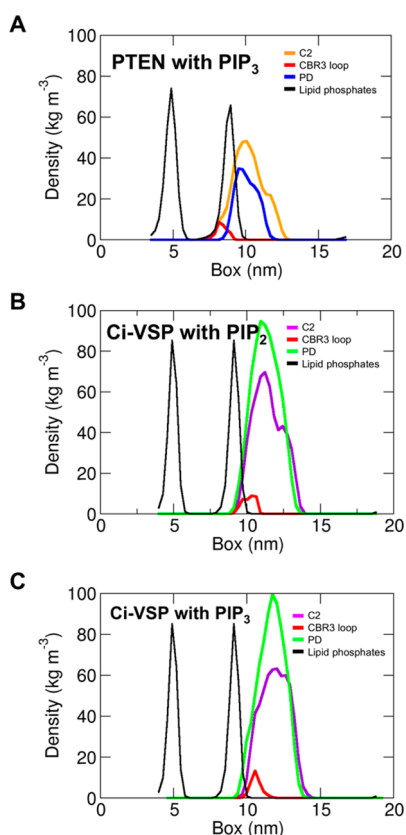 A
PTEN with PIP3
C2
CBR3 loop
PD
Lipid phosphates
Density (kg m-3)
100
80
60
40
20
0
0
5
10
15
20
Box (nm)
B
Ci-VSP with PIP2
C2
CBR3 loop
PD
Lipid phosphates
Density (kg m-3)
100
80
60
40
20
0
0
5
10
15
20
Box (nm)
C
Ci-VSP with PIP3
C2
CBR3 loop
PD
Lipid phosphates
Density (kg m-3)
100
80
60
40
20
0
0
5
10
15
20
Box (nm)